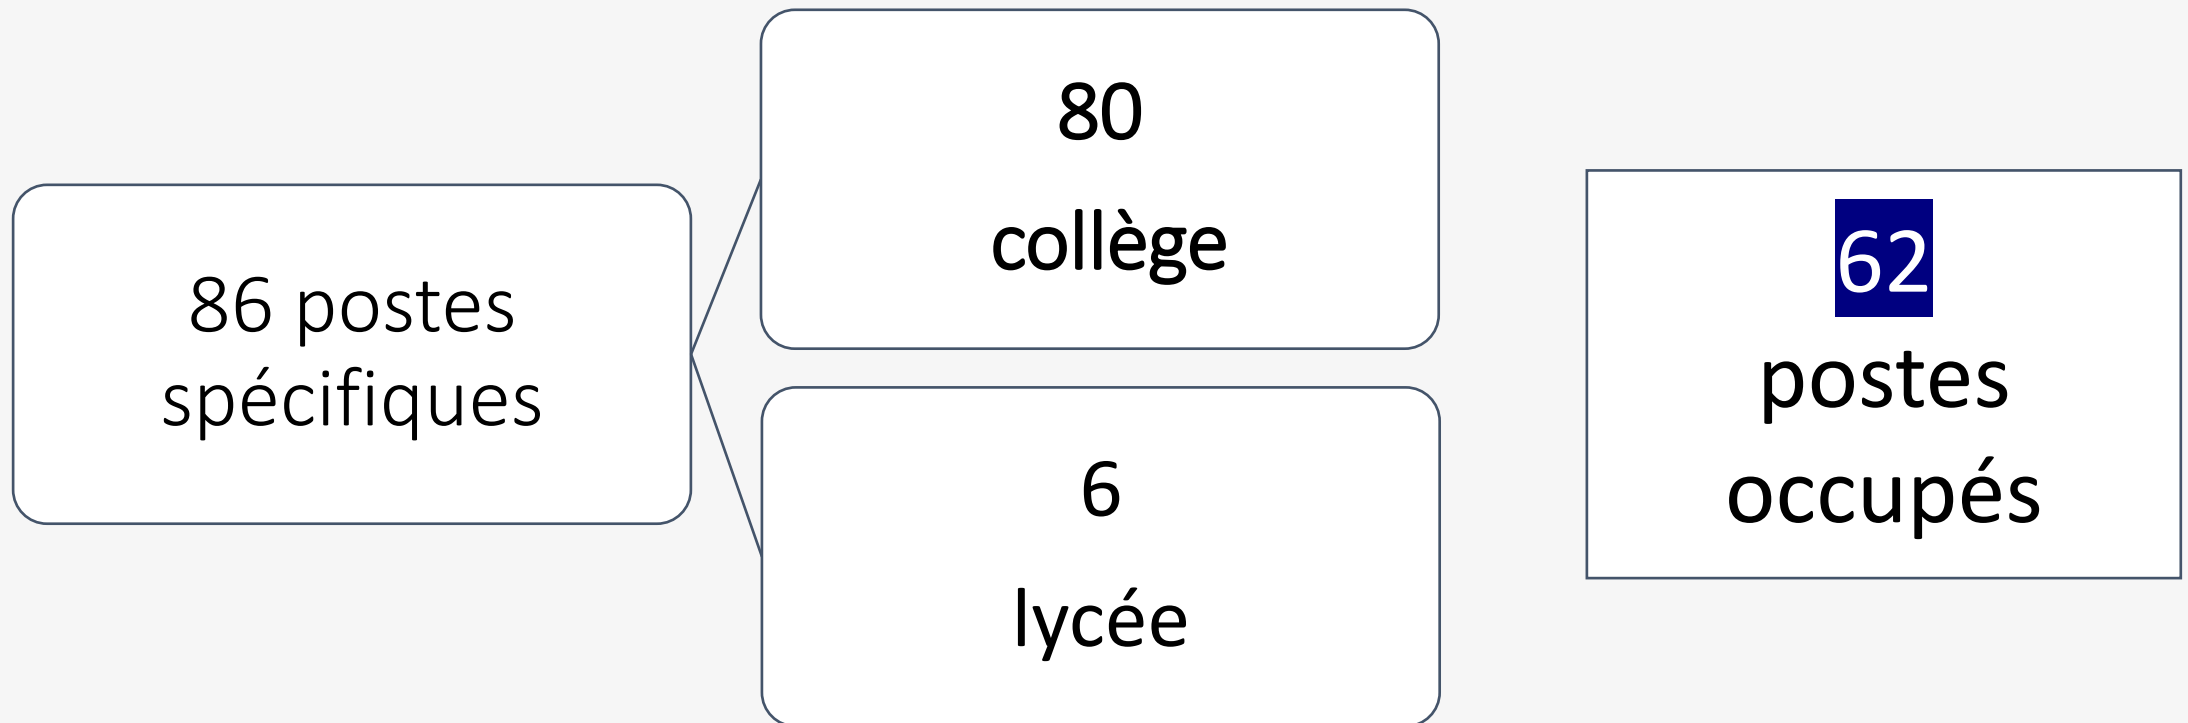 86 postes
spécifiques
80
collège
6
lycée
62
postes
occupés